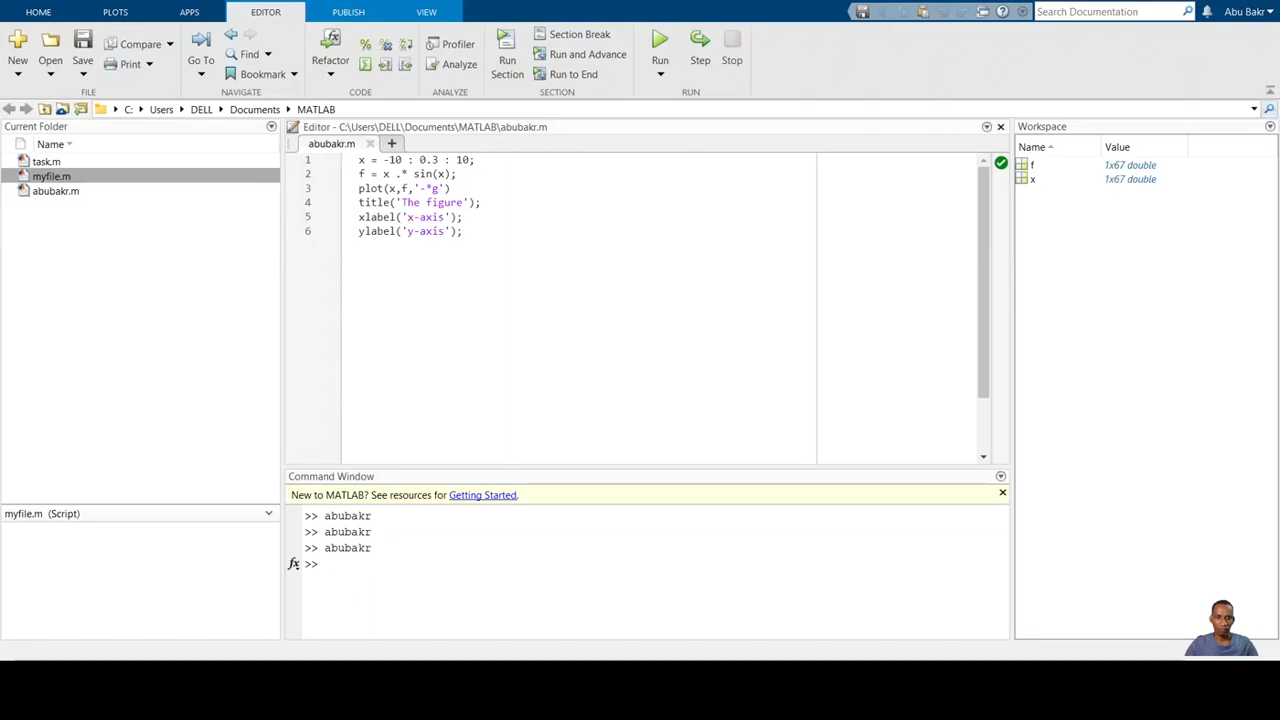 HOME PLOTS APPS EDITOR PUBLISH VIEW Search Documentation Abu Bakr
New Open Save Compare Print Go To Find Bookmark Refactor Profiler Analyze Run Section Section Break Run and Advance Run to End Run Step Stop
FILE NAVIGATE CODE ANALYZE SECTION RUN
C: Users DELL Documents MATLAB
Current Folder
Name
task.m
myfile.m
abubakr.m
myfile.m (Script)
Editor - C:\Users\DELL\Documents\MATLAB\abubakr.m
abubakr.m
1 x = -10 : 0.3 : 10;
2 f = x .* sin(x);
3 plot(x,f,'-*g')
4 title('The figure');
5 xlabel('x-axis');
6 ylabel('y-axis');
Command Window
New to MATLAB? See resources for Getting Started.
>> abubakr
>> abubakr
>> abubakr
fx >>
Workspace
Name Value
f 1x67 double
x 1x67 double